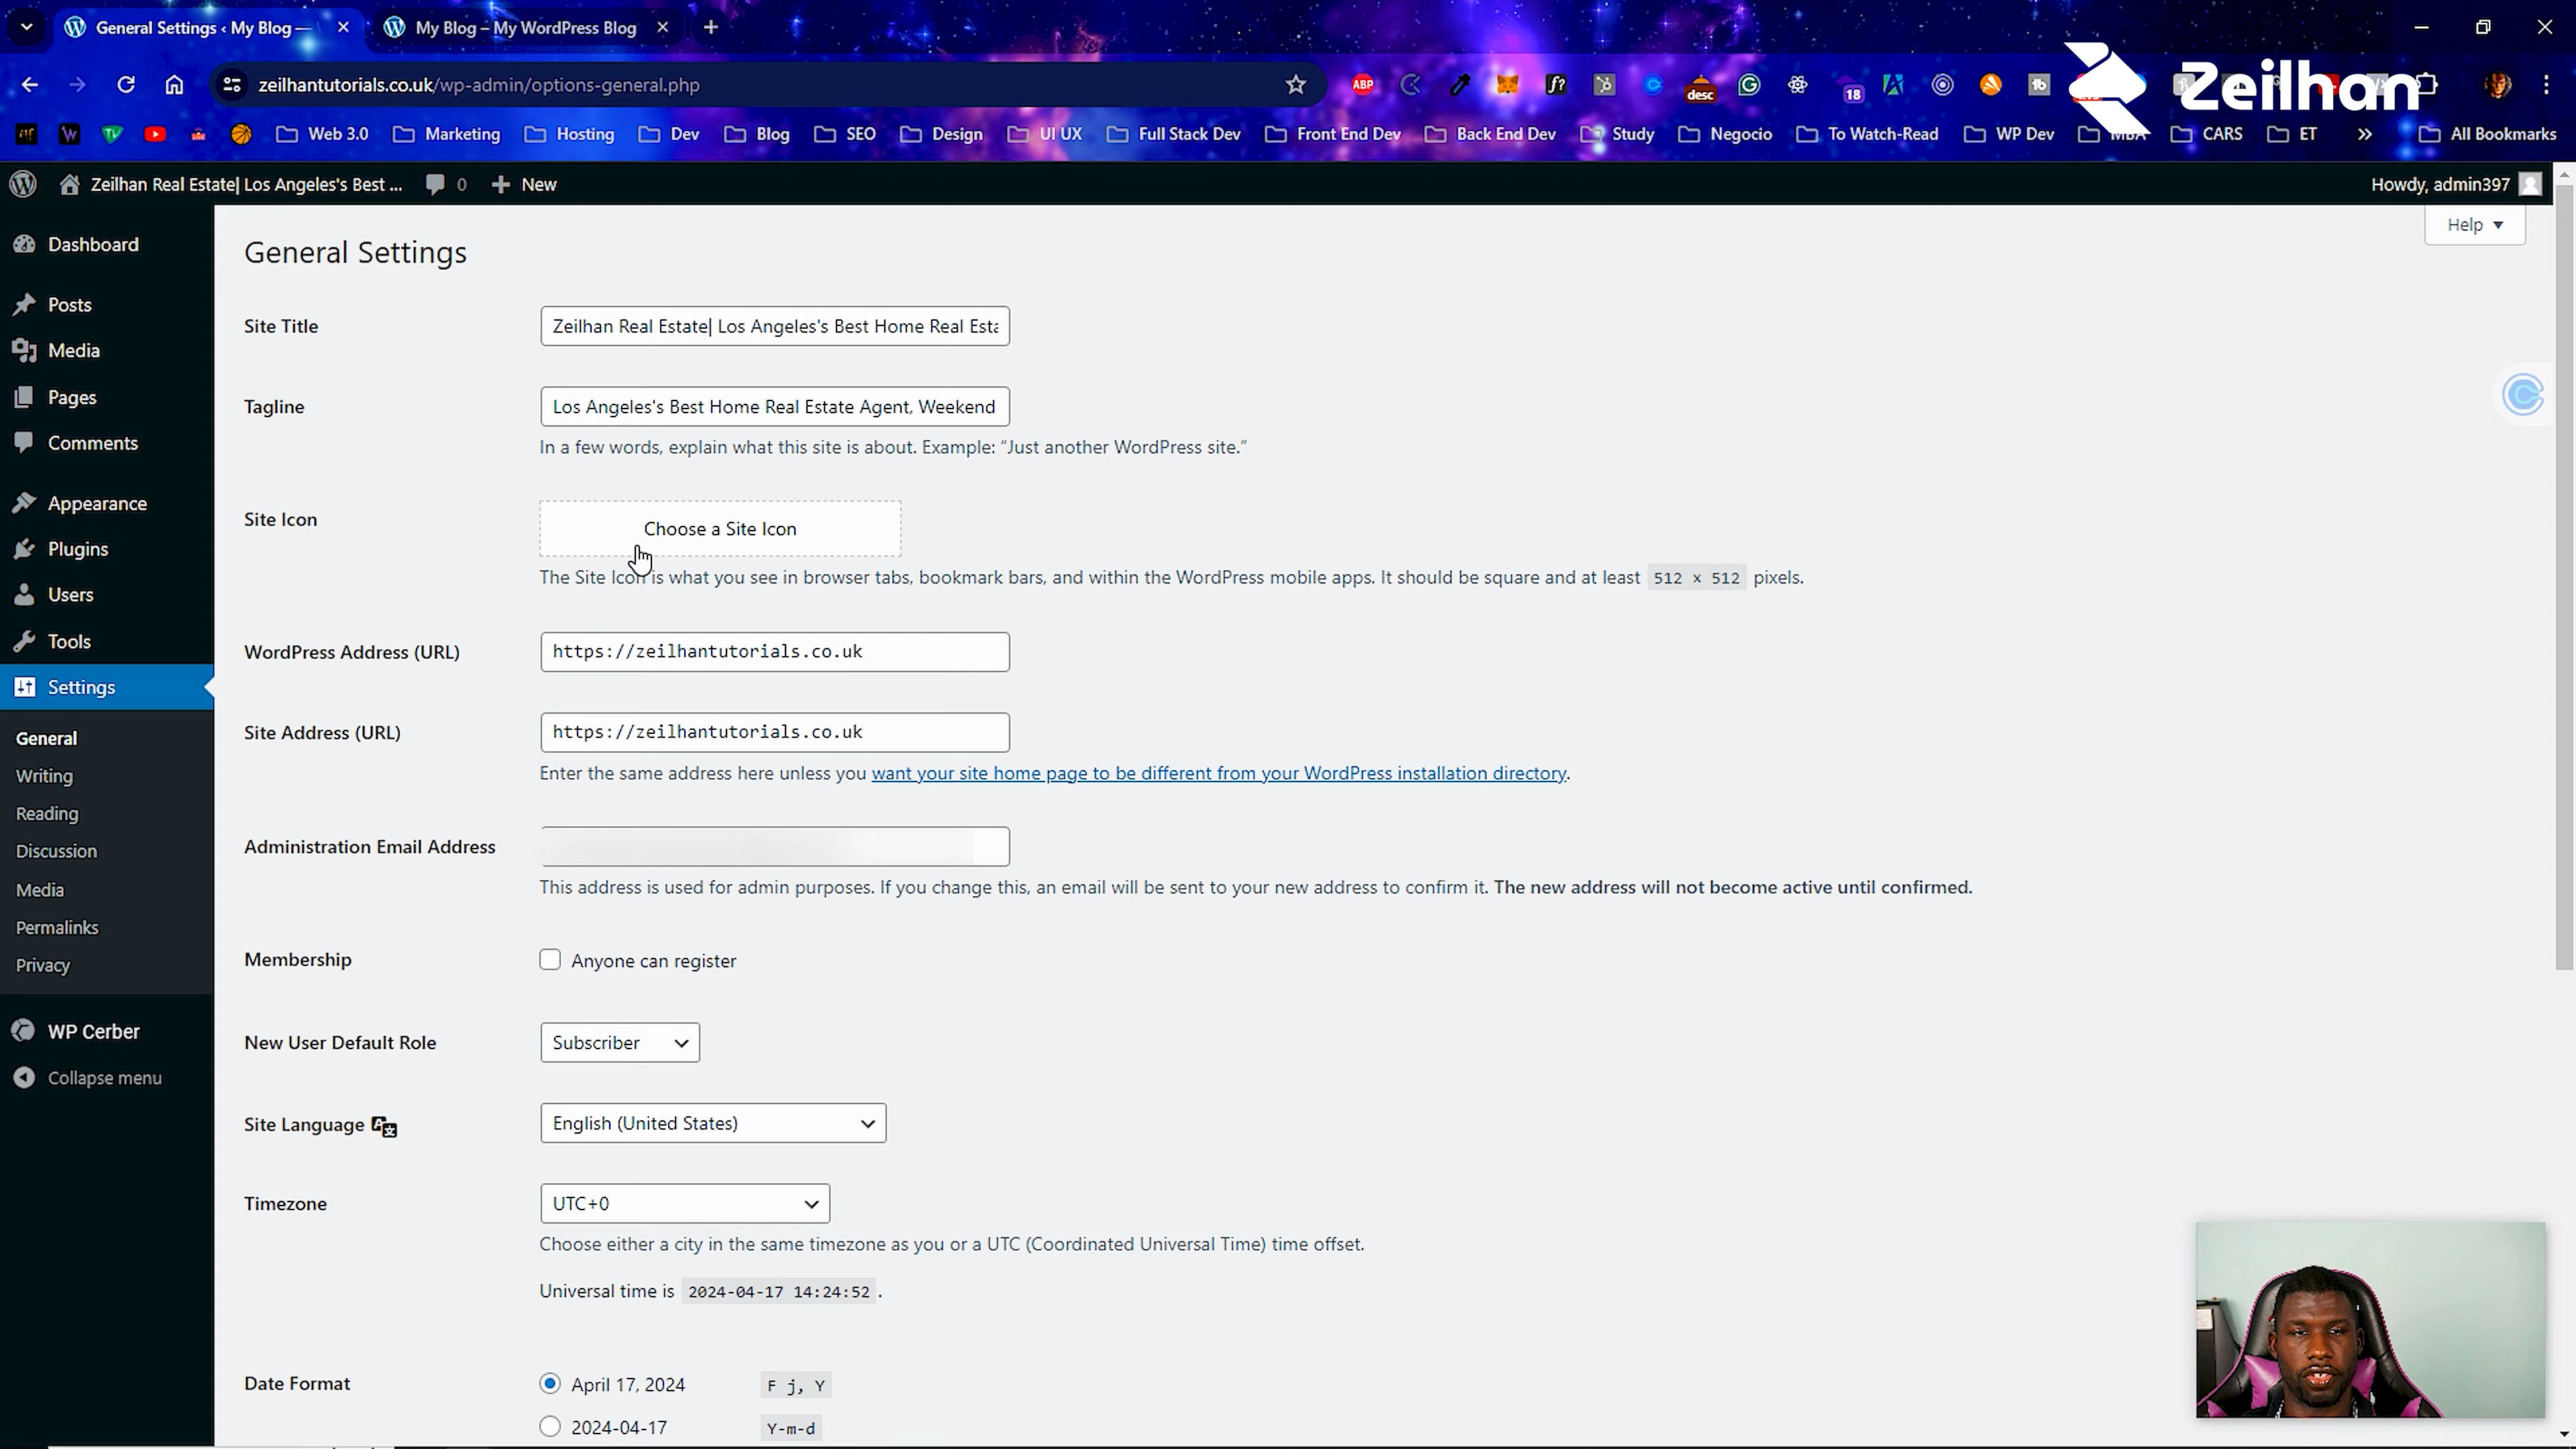 General Settings ‹ My Blog —
My Blog – My WordPress Blog
zeilhantutorials.co.uk/wp-admin/options-general.php
ABP
f?
desc
18
Zeilhan
Web 3.0
Marketing
Hosting
Dev
Blog
SEO
Design
UI UX
Full Stack Dev
Front End Dev
Back End Dev
Study
Negocio
To Watch-Read
WP Dev
MBA
CARS
ET
All Bookmarks
Zeilhan Real Estate| Los Angeles's Best ...
0
New
Howdy, admin397
Help
Dashboard
Posts
Media
Pages
Comments
Appearance
Plugins
Users
Tools
Settings
General
Writing
Reading
Discussion
Media
Permalinks
Privacy
WP Cerber
Collapse menu
General Settings
Site Title
Zeilhan Real Estate| Los Angeles's Best Home Real Esta
Tagline
Los Angeles's Best Home Real Estate Agent, Weekend
In a few words, explain what this site is about. Example: “Just another WordPress site.”
Site Icon
Choose a Site Icon
The Site Icon is what you see in browser tabs, bookmark bars, and within the WordPress mobile apps. It should be square and at least 512 × 512 pixels.
WordPress Address (URL)
https://zeilhantutorials.co.uk
Site Address (URL)
https://zeilhantutorials.co.uk
Enter the same address here unless you want your site home page to be different from your WordPress installation directory.
Administration Email Address
This address is used for admin purposes. If you change this, an email will be sent to your new address to confirm it. The new address will not become active until confirmed.
Membership
Anyone can register
New User Default Role
Subscriber
Site Language
English (United States)
Timezone
UTC+0
Choose either a city in the same timezone as you or a UTC (Coordinated Universal Time) time offset.
Universal time is 2024-04-17 14:24:52 .
Date Format
April 17, 2024
F j, Y
2024-04-17
Y-m-d